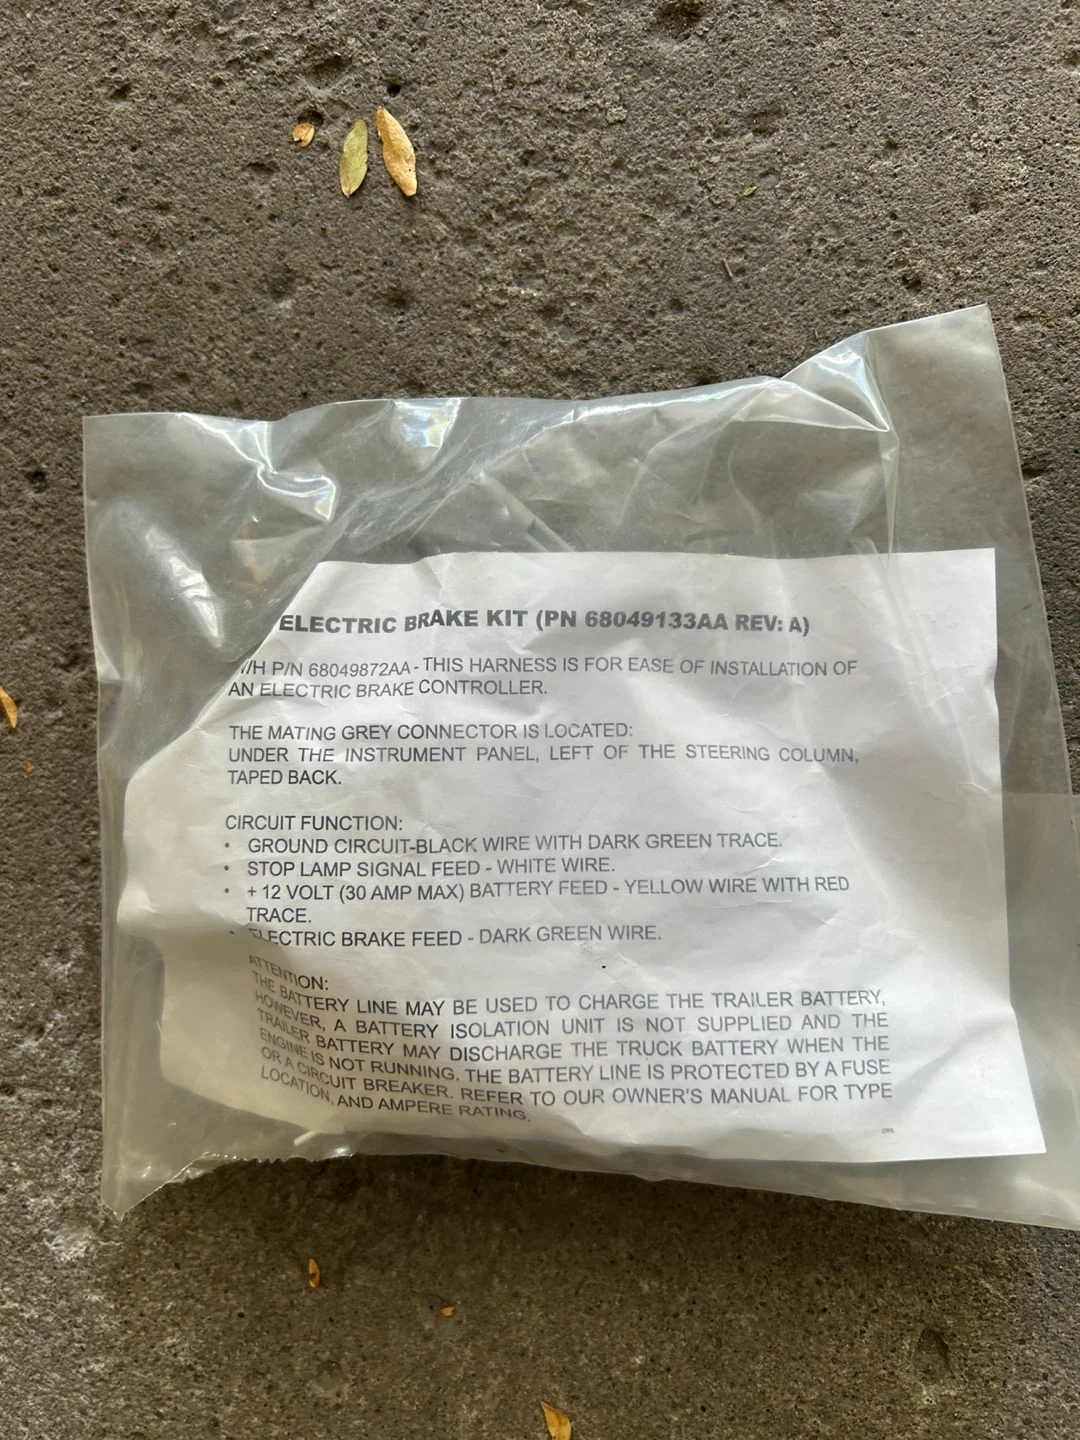 ELECTRIC BRAKE KIT (PN 68049133AA REV: A)
/H P/N 68049872AA - THIS HARNESS IS FOR EASE OF INSTALLATION OF
AN ELECTRIC BRAKE CONTROLLER.
THE MATING GREY CONNECTOR IS LOCATED:
UNDER THE INSTRUMENT PANEL, LEFT OF THE STEERING COLUMN,
TAPED BACK.
CIRCUIT FUNCTION:
• GROUND CIRCUIT-BLACK WIRE WITH DARK GREEN TRACE.
• STOP LAMP SIGNAL FEED - WHITE WIRE.
• + 12 VOLT (30 AMP MAX) BATTERY FEED - YELLOW WIRE WITH RED
TRACE.
• ELECTRIC BRAKE FEED - DARK GREEN WIRE.
ATTENTION:
THE BATTERY LINE MAY BE USED TO CHARGE THE TRAILER BATTERY,
HOWEVER, A BATTERY ISOLATION UNIT IS NOT SUPPLIED AND THE
TRAILER BATTERY MAY DISCHARGE THE TRUCK BATTERY WHEN THE
ENGINE IS NOT RUNNING. THE BATTERY LINE IS PROTECTED BY A FUSE
OR A CIRCUIT BREAKER. REFER TO OUR OWNER'S MANUAL FOR TYPE
LOCATION, AND AMPERE RATING.